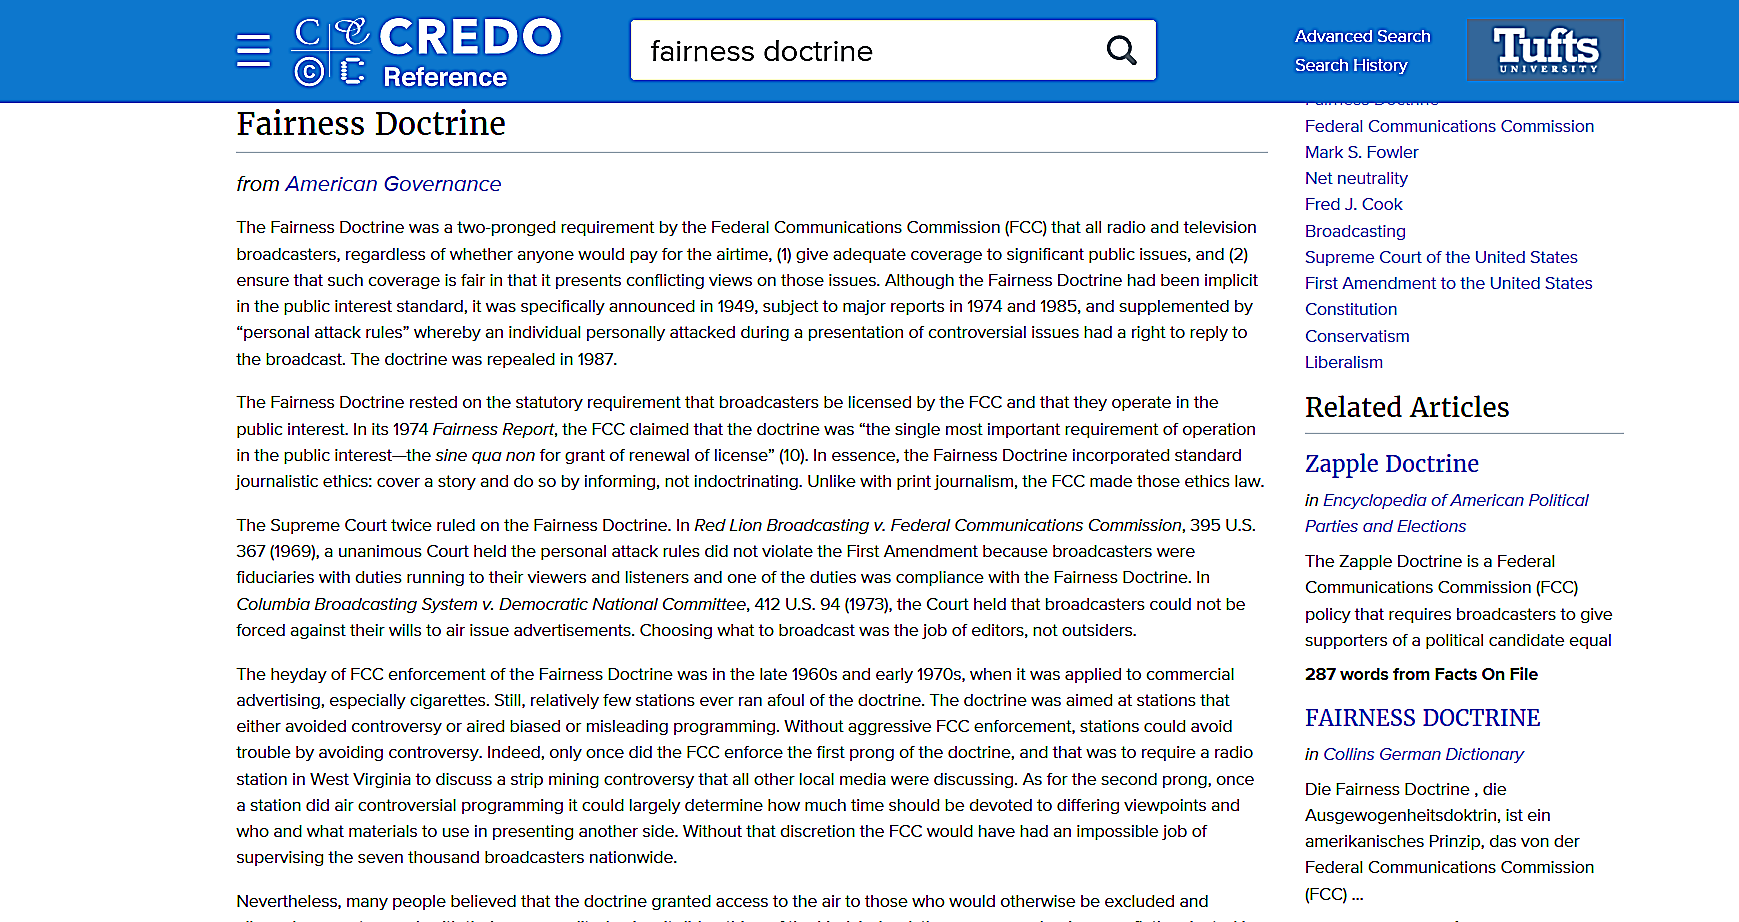 CREDO
Reference
fairness doctrine
Advanced Search
Search History
Tufts
UNIVERSITY
Fairness Doctrine
from American Governance
The Fairness Doctrine was a two-pronged requirement by the Federal Communications Commission (FCC) that all radio and television
broadcasters, regardless of whether anyone would pay for the airtime, (1) give adequate coverage to significant public issues, and (2)
ensure that such coverage is fair in that it presents conflicting views on those issues. Although the Fairness Doctrine had been implicit
in the public interest standard, it was specifically announced in 1949, subject to major reports in 1974 and 1985, and supplemented by
“personal attack rules” whereby an individual personally attacked during a presentation of controversial issues had a right to reply to
the broadcast. The doctrine was repealed in 1987.
The Fairness Doctrine rested on the statutory requirement that broadcasters be licensed by the FCC and that they operate in the
public interest. In its 1974 Fairness Report, the FCC claimed that the doctrine was “the single most important requirement of operation
in the public interest—the sine qua non for grant of renewal of license” (10). In essence, the Fairness Doctrine incorporated standard
journalistic ethics: cover a story and do so by informing, not indoctrinating. Unlike with print journalism, the FCC made those ethics law.
The Supreme Court twice ruled on the Fairness Doctrine. In Red Lion Broadcasting v. Federal Communications Commission, 395 U.S.
367 (1969), a unanimous Court held the personal attack rules did not violate the First Amendment because broadcasters were
fiduciaries with duties running to their viewers and listeners and one of the duties was compliance with the Fairness Doctrine. In
Columbia Broadcasting System v. Democratic National Committee, 412 U.S. 94 (1973), the Court held that broadcasters could not be
forced against their wills to air issue advertisements. Choosing what to broadcast was the job of editors, not outsiders.
The heyday of FCC enforcement of the Fairness Doctrine was in the late 1960s and early 1970s, when it was applied to commercial
advertising, especially cigarettes. Still, relatively few stations ever ran afoul of the doctrine. The doctrine was aimed at stations that
either avoided controversy or aired biased or misleading programming. Without aggressive FCC enforcement, stations could avoid
trouble by avoiding controversy. Indeed, only once did the FCC enforce the first prong of the doctrine, and that was to require a radio
station in West Virginia to discuss a strip mining controversy that all other local media were discussing. As for the second prong, once
a station did air controversial programming it could largely determine how much time should be devoted to differing viewpoints and
who and what materials to use in presenting another side. Without that discretion the FCC would have had an impossible job of
supervising the seven thousand broadcasters nationwide.
Nevertheless, many people believed that the doctrine granted access to the air to those who would otherwise be excluded and
Federal Communications Commission
Mark S. Fowler
Net neutrality
Fred J. Cook
Broadcasting
Supreme Court of the United States
First Amendment to the United States
Constitution
Conservatism
Liberalism
Related Articles
Zapple Doctrine
in Encyclopedia of American Political
Parties and Elections
The Zapple Doctrine is a Federal
Communications Commission (FCC)
policy that requires broadcasters to give
supporters of a political candidate equal
287 words from Facts On File
FAIRNESS DOCTRINE
in Collins German Dictionary
Die Fairness Doctrine , die
Ausgewogenheitsdoktrin, ist ein
amerikanisches Prinzip, das von der
Federal Communications Commission
(FCC) ...